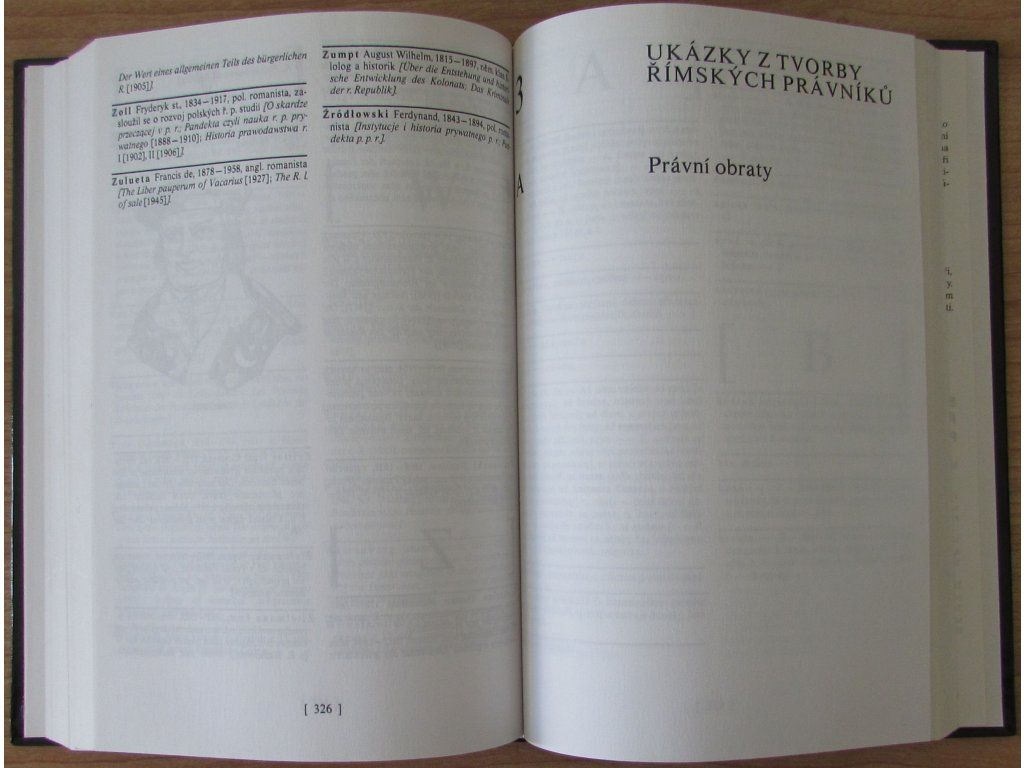 Der Wert eines allgemeinen Teils des bürgerlichen
R. [1905]].
Zoll Fryderyk st., 1834–1917, pol. romanista, za-
sloužil se o rozvoj polských ř. p. studií [O skardze
przeczącej v p. r.; Pandekta czyli nauka r. p. pry-
watnego [1888–1910]; Historia prawodawstwa r.
I [1902], II [1906]].
Zulueta Francis de, 1878–1958, angl. romanista
[The Liber pauperum of Vacarius [1927]; The R. l.
of sale [1945]].
Zumpt August Wilhelm, 1815–1897, něm. klas. fi-
lolog a historik [Über die Entstehung und
sche Entwicklung des Kolonats; Das Kriminal
der r. Republik].
Źródłowski Ferdynand, 1843–1894, pol. roma-
nista [Instytucje i historia prywatnego p. r.; Pan-
dekta p. p. r.].
[ 326 ]
3
UKÁZKY Z TVORBY
ŘÍMSKÝCH PRÁVNÍKŮ
A
Právní obraty